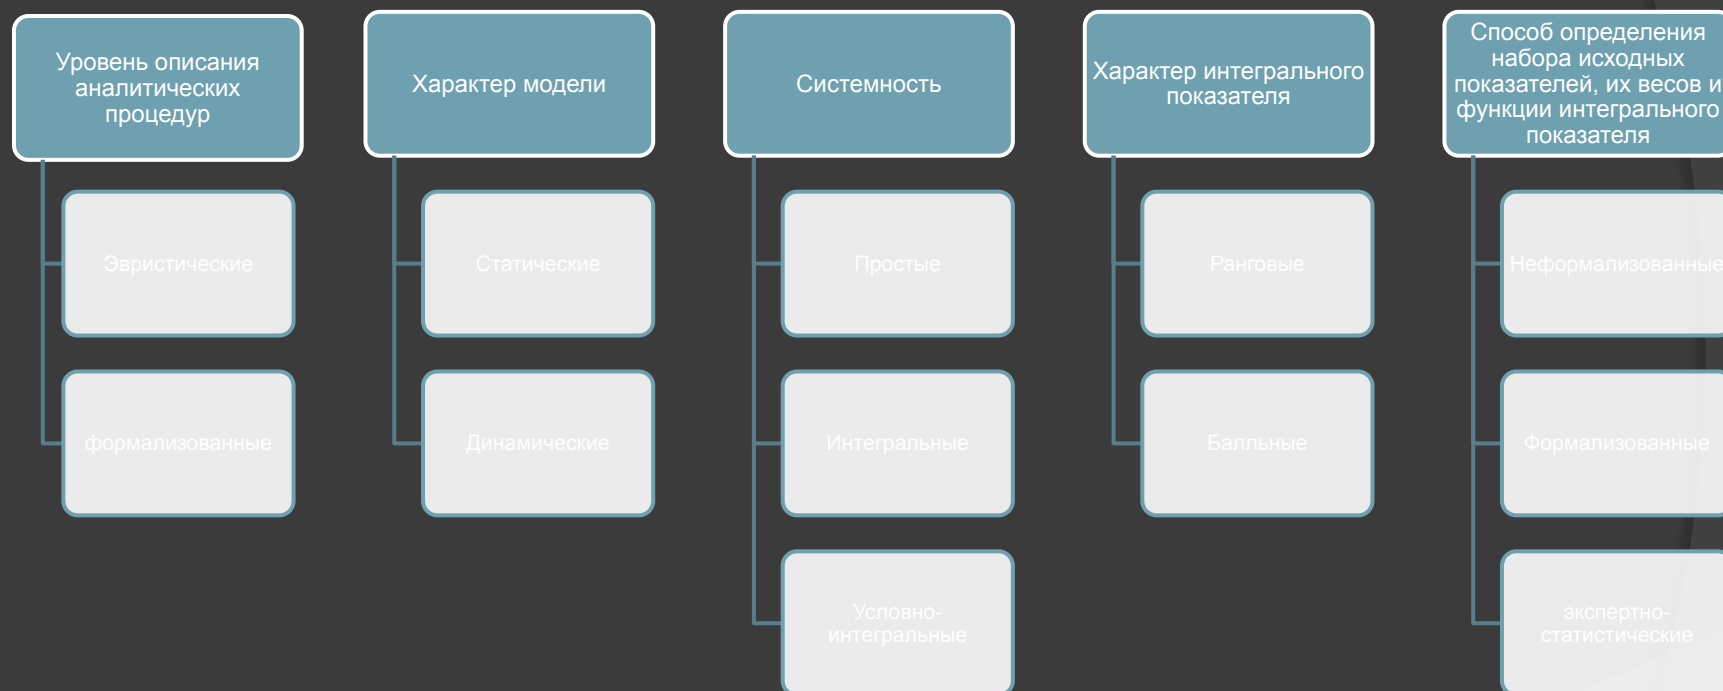 Уровень описания
аналитических
процедур
Эвристические
формализованные
Характер модели
Статические
Динамические
Системность
Простые
Интегральные
Условно-
интегральные
Характер интегрального
показателя
Ранговые
Балльные
Способ определения
набора исходных
показателей, их весов и
функции интегрального
показателя
Неформализованные
Формализованные
экспертно-
статистические